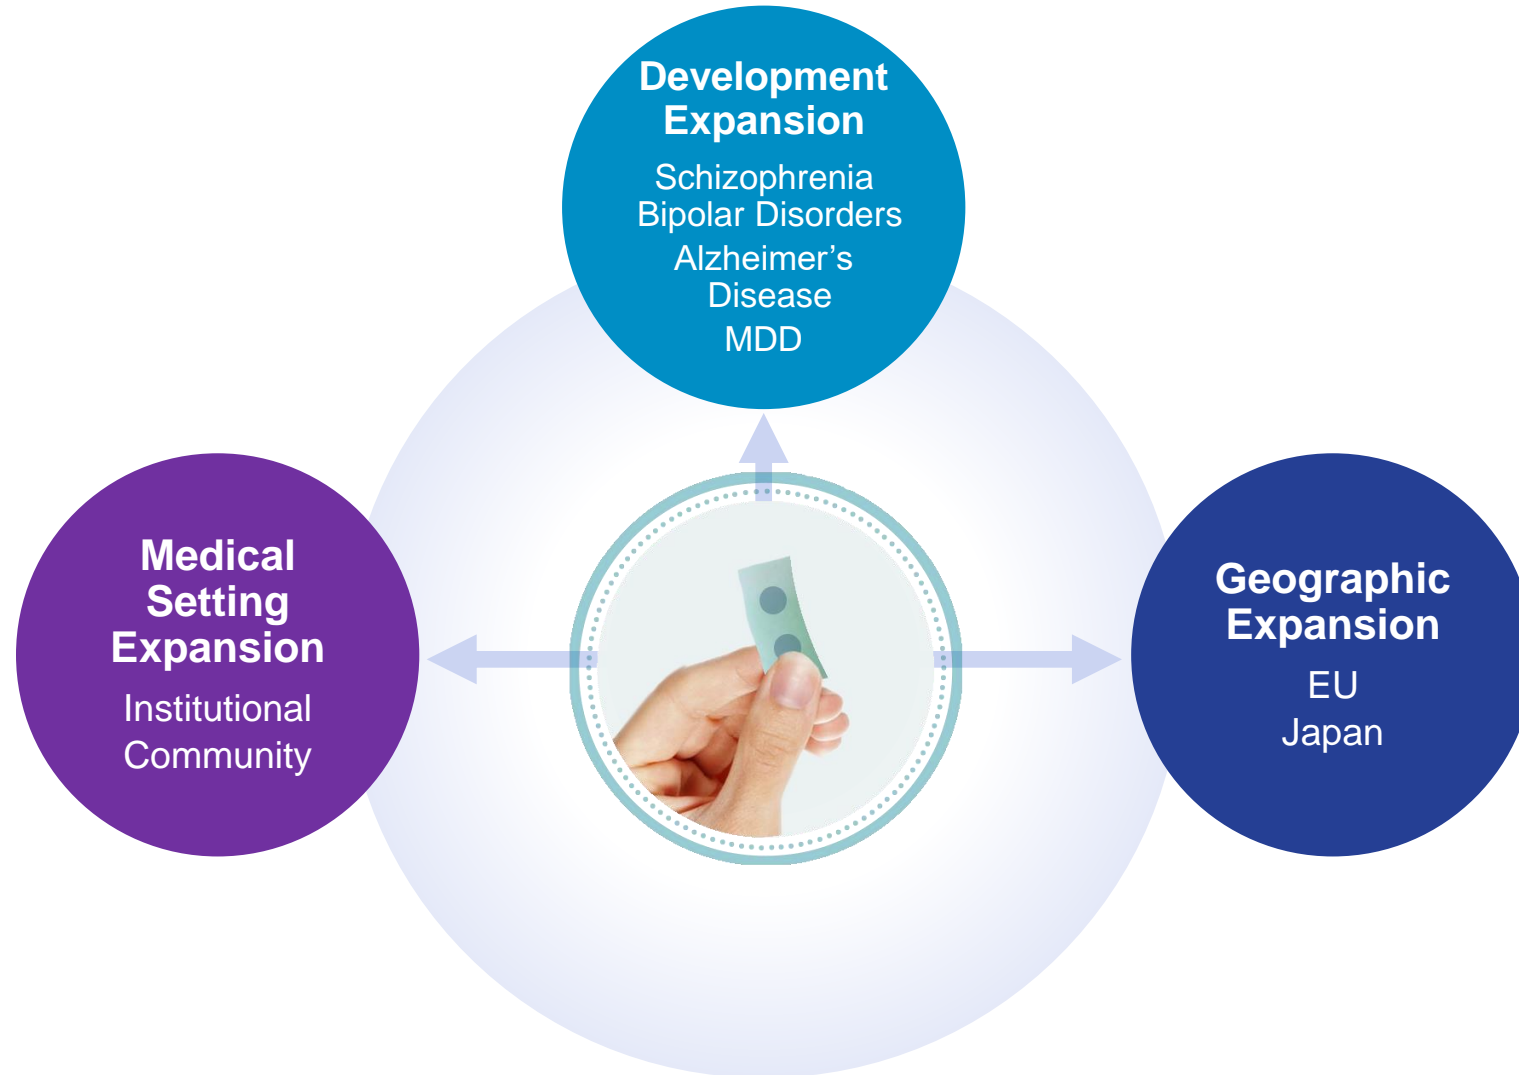 Development
Expansion
Schizophrenia
Bipolar Disorders
Alzheimer’s
Disease
MDD
Medical
Setting
Expansion
Institutional
Community
Geographic
Expansion
EU
Japan